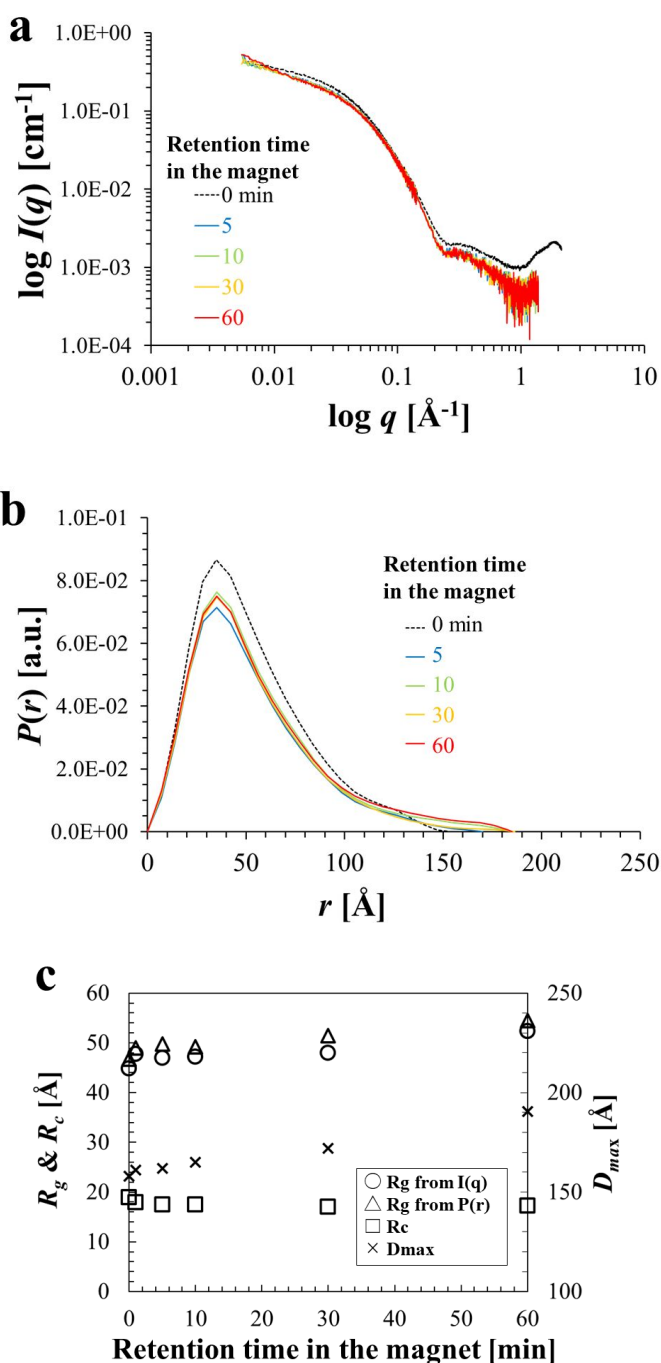 a
1.0E+00
1.0E-01
1.0E-02
1.0E-03
1.0E-04
log I(q) [cm⁻¹]
Retention time
in the magnet
0 min
5
10
30
60
0.001 0.01 0.1 1 10
log q [Å⁻¹]
b
1.0E-01
8.0E-02
6.0E-02
4.0E-02
2.0E-02
0.0E+00
P(r) [a.u.]
Retention time
in the magnet
0 min
5
10
30
60
0 50 100 150 200 250
r [Å]
c
60
50
40
30
20
10
0
Rg & Rc [Å]
250
200
150
100
Dmax [Å]
Rg from I(q)
Rg from P(r)
Rc
Dmax
0 10 20 30 40 50 60
Retention time in the magnet [min]